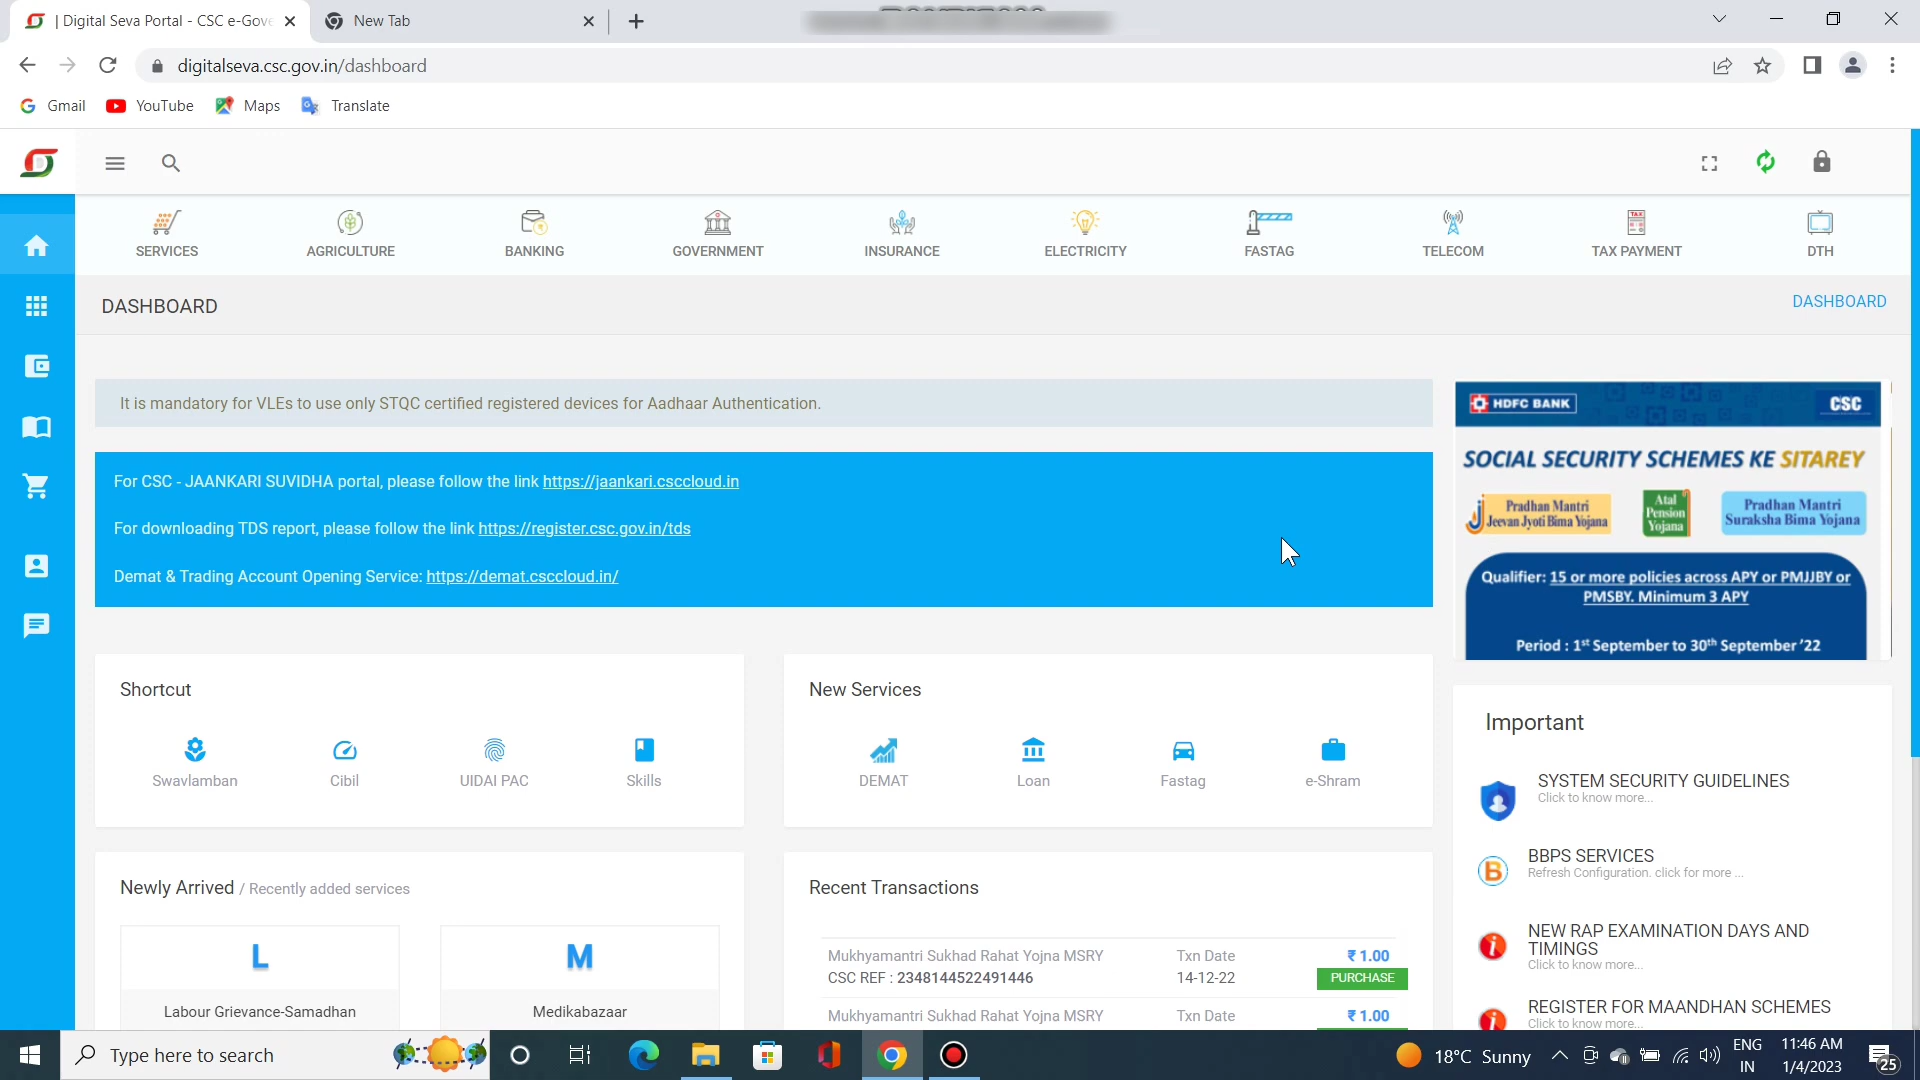 | Digital Seva Portal - CSC e-Gove
New Tab
digitalseva.csc.gov.in/dashboard
Gmail
YouTube
Maps
Translate
SERVICES
AGRICULTURE
BANKING
GOVERNMENT
INSURANCE
ELECTRICITY
FASTAG
TELECOM
TAX PAYMENT
DTH
DASHBOARD
DASHBOARD
It is mandatory for VLEs to use only STQC certified registered devices for Aadhaar Authentication.
For CSC - JAANKARI SUVIDHA portal, please follow the link https://jaankari.csccloud.in
For downloading TDS report, please follow the link https://register.csc.gov.in/tds
Demat & Trading Account Opening Service: https://demat.csccloud.in/
HDFC BANK
CSC
SOCIAL SECURITY SCHEMES KE SITAREY
Pradhan Mantri
Jeevan Jyoti Bima Yojana
Atal
Pension
Yojana
Pradhan Mantri
Suraksha Bima Yojana
Qualifier: 15 or more policies across APY or PMJJBY or
PMSBY. Minimum 3 APY
Period : 1st September to 30th September '22
Shortcut
Swavlamban
Cibil
UIDAI PAC
Skills
New Services
DEMAT
Loan
Fastag
e-Shram
Important
SYSTEM SECURITY GUIDELINES
Click to know more...
BBPS SERVICES
Refresh Configuration. click for more ...
NEW RAP EXAMINATION DAYS AND
TIMINGS
Click to know more...
REGISTER FOR MAANDHAN SCHEMES
Click to know more...
Newly Arrived / Recently added services
L
Labour Grievance-Samadhan
M
Medikabazaar
Recent Transactions
Mukhyamantri Sukhad Rahat Yojna MSRY
Txn Date
₹ 1.00
CSC REF : 2348144522491446
14-12-22
PURCHASE
Mukhyamantri Sukhad Rahat Yojna MSRY
Txn Date
₹ 1.00
Type here to search
18°C Sunny
ENG
IN
11:46 AM
1/4/2023
25